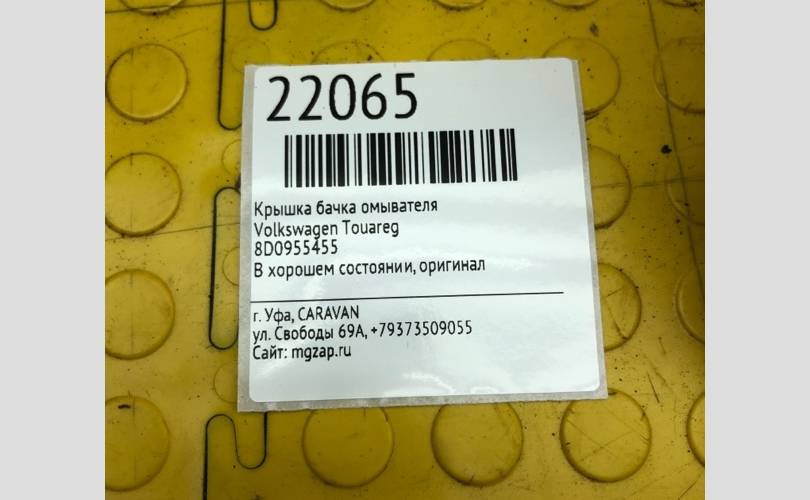 22065
Крышка бачка омывателя
Volkswagen Touareg
8D0955455
В хорошем состоянии, оригинал
г. Уфа, CARAVAN
ул. Свободы 69А, +79373509055
Сайт: mgzap.ru